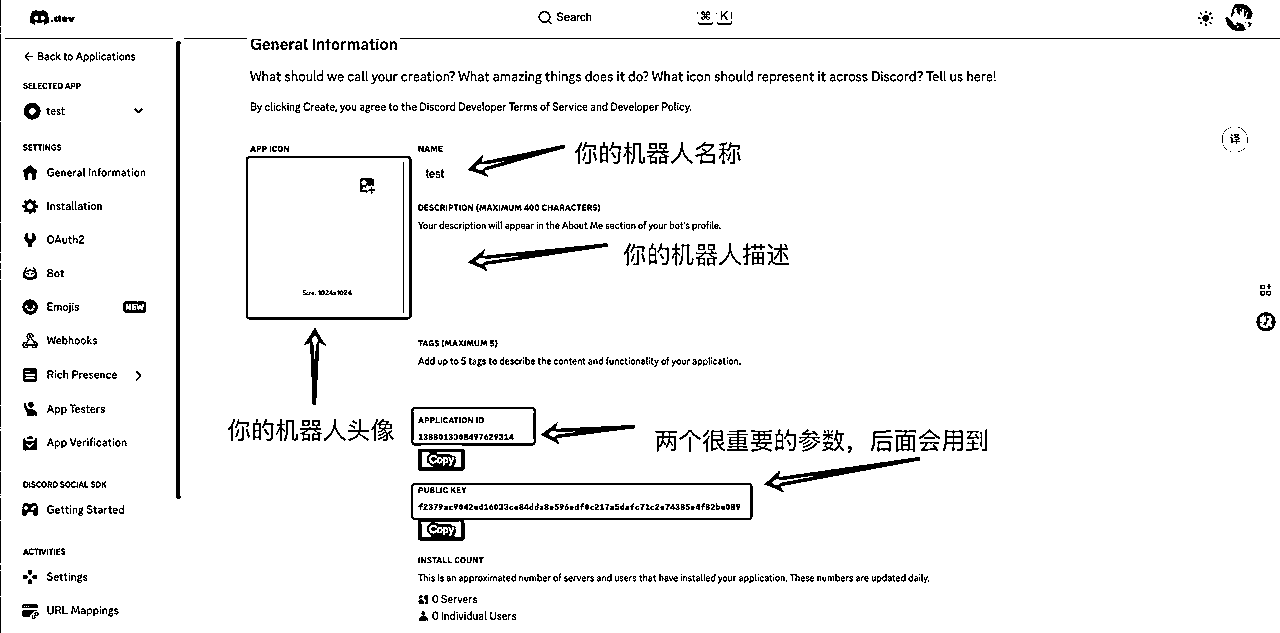 .dev
Search
⌘ K
← Back to Applications
SELECTED APP
test
SETTINGS
General Information
Installation
OAuth2
Bot
Emojis NEW
Webhooks
Rich Presence
App Testers
App Verification
DISCORD SOCIAL SDK
Getting Started
ACTIVITIES
Settings
URL Mappings
General Information
What should we call your creation? What amazing things does it do? What icon should represent it across Discord? Tell us here!
By clicking Create, you agree to the Discord Developer Terms of Service and Developer Policy.
APP ICON
Size: 1024x1024
你的机器人头像
NAME
test
你的机器人名称
DESCRIPTION (MAXIMUM 400 CHARACTERS)
Your description will appear in the About Me section of your bot's profile.
你的机器人描述
TAGS (MAXIMUM 5)
Add up to 5 tags to describe the content and functionality of your application.
APPLICATION ID
1388013308497629314
Copy
两个很重要的参数，后面会用到
PUBLIC KEY
Copy
INSTALL COUNT
This is an approximated number of servers and users that have installed your application. These numbers are updated daily.
0 Servers
0 Individual Users
译